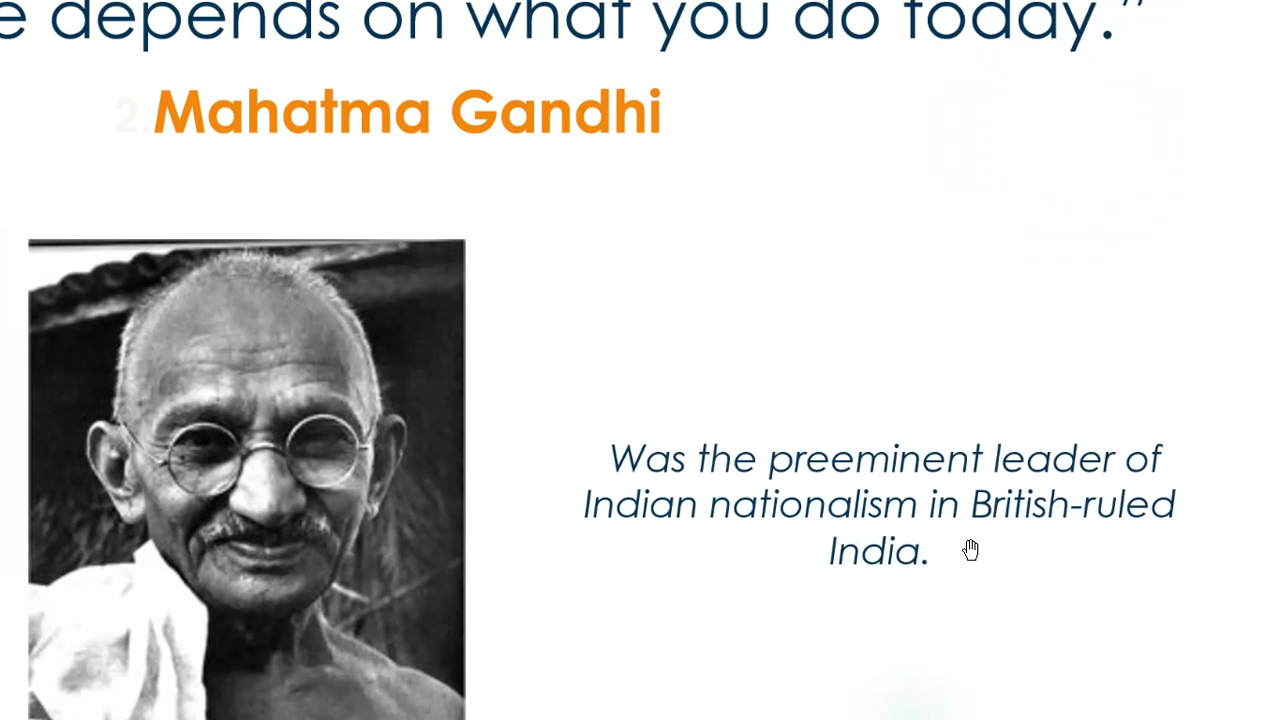 e depends on what you do today.”
2.Mahatma Gandhi
Was the preeminent leader of
Indian nationalism in British-ruled
India.